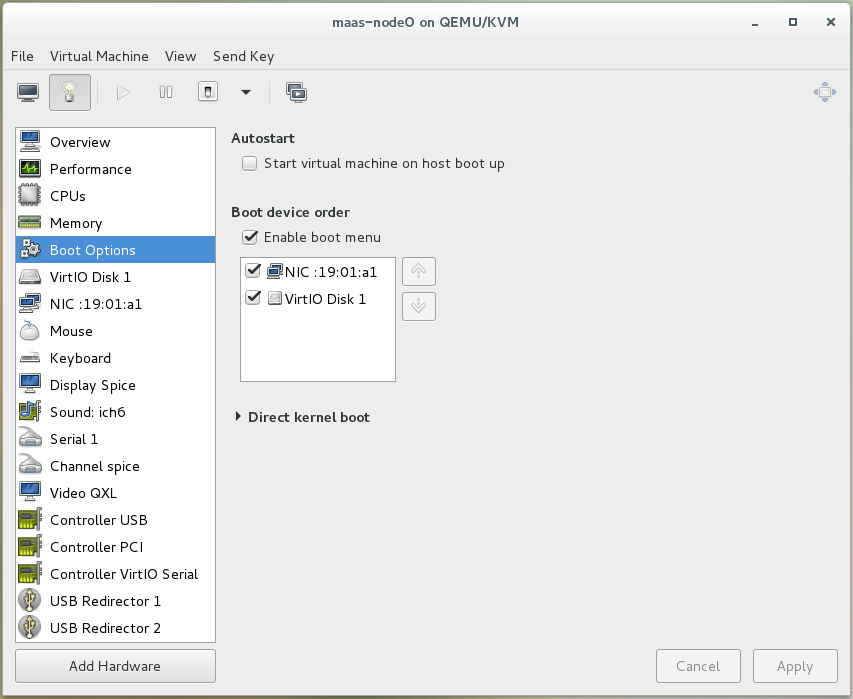 maas-node0 on QEMU/KVM
File Virtual Machine View Send Key
Overview
Performance
CPUs
Memory
Boot Options
VirtIO Disk 1
NIC :19:01:a1
Mouse
Keyboard
Display Spice
Sound: ich6
Serial 1
Channel spice
Video QXL
Controller USB
Controller PCI
Controller VirtIO Serial
USB Redirector 1
USB Redirector 2
Add Hardware
Autostart
Start virtual machine on host boot up
Boot device order
Enable boot menu
NIC :19:01:a1
VirtIO Disk 1
Direct kernel boot
Cancel Apply